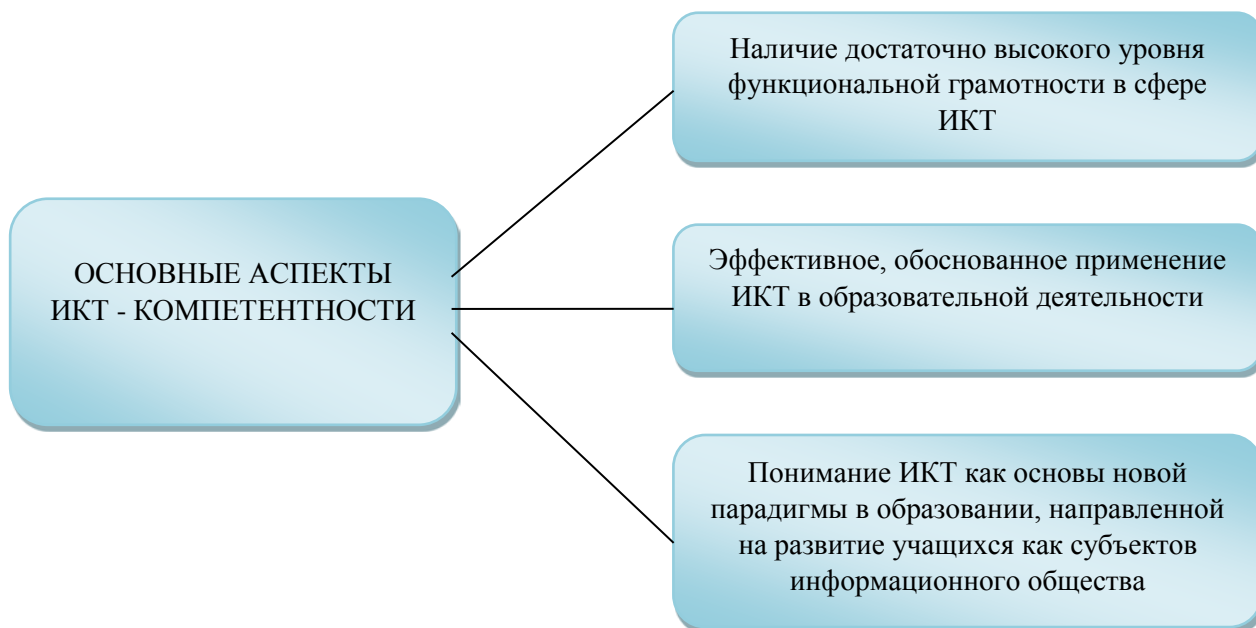 ОСНОВНЫЕ АСПЕКТЫ
ИКТ - КОМПЕТЕНТНОСТИ
Наличие достаточно высокого уровня
функциональной грамотности в сфере
ИКТ
Эффективное, обоснованное применение
ИКТ в образовательной деятельности
Понимание ИКТ как основы новой
парадигмы в образовании, направленной
на развитие учащихся как субъектов
информационного общества